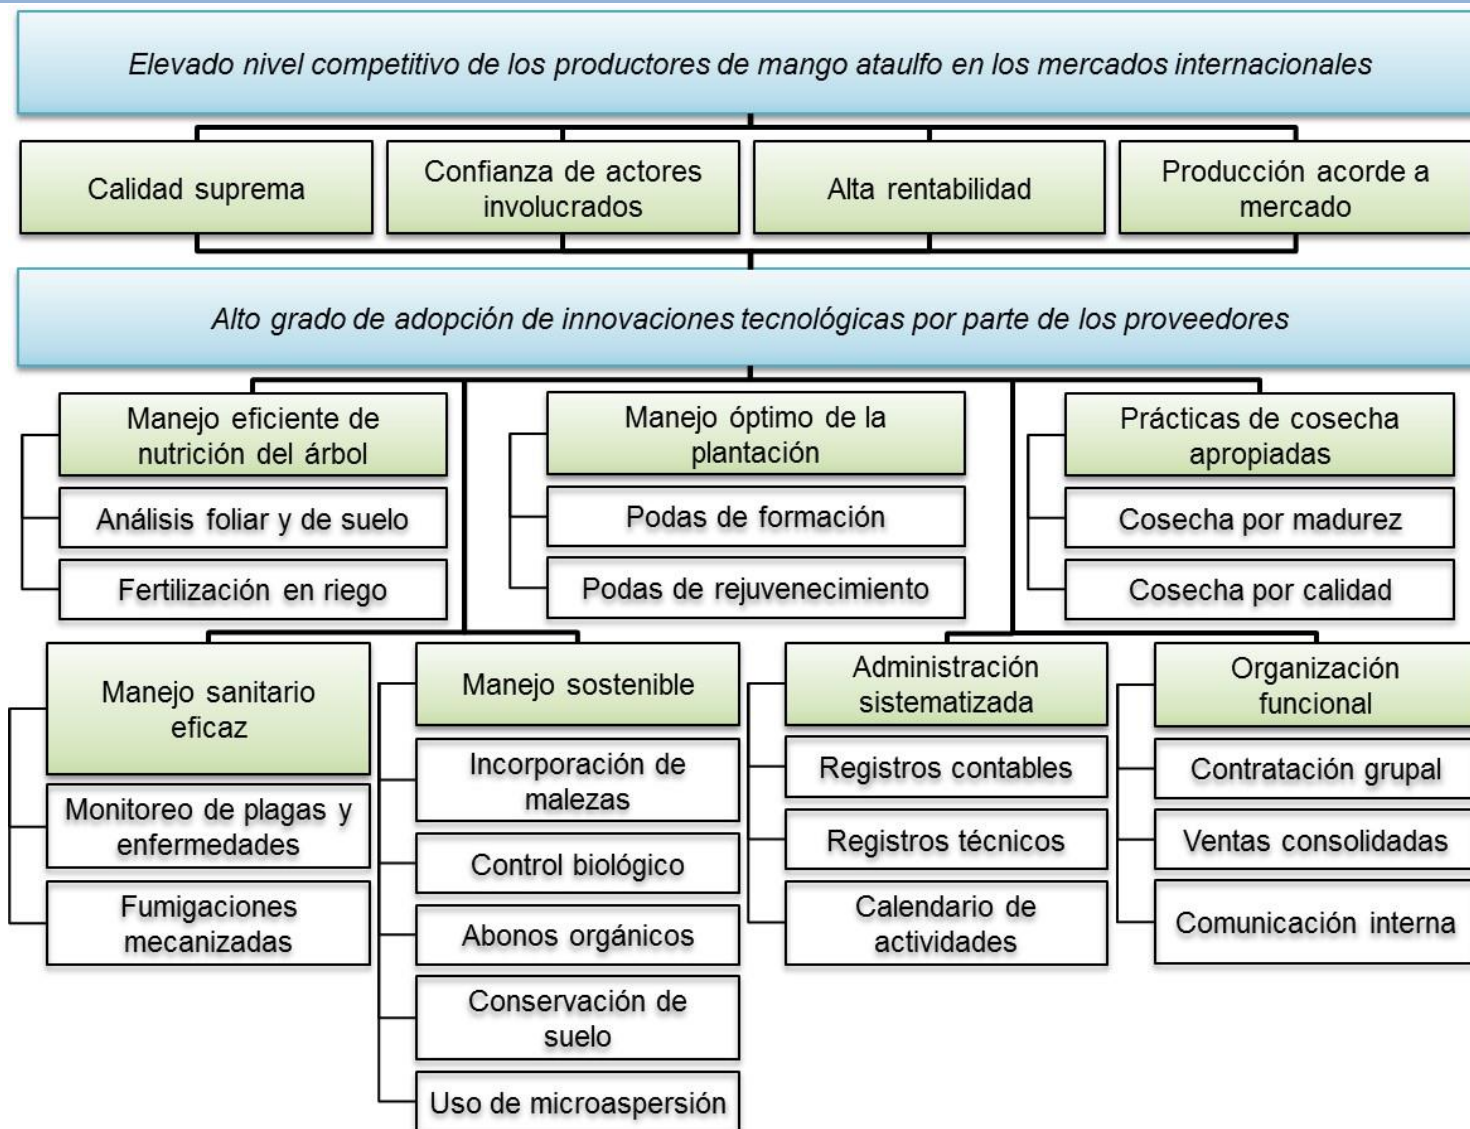 Elevado nivel competitivo de los productores de mango ataulfo en los mercados internacionales
Calidad suprema
Confianza de actores
involucrados
Alta rentabilidad
Producción acorde a
mercado
Alto grado de adopción de innovaciones tecnológicas por parte de los proveedores
Manejo eficiente de
nutrición del árbol
Análisis foliar y de suelo
Fertilización en riego
Manejo óptimo de la
plantación
Podas de formación
Podas de rejuvenecimiento
Prácticas de cosecha
apropiadas
Cosecha por madurez
Cosecha por calidad
Manejo sanitario
eficaz
Monitoreo de plagas y
enfermedades
Fumigaciones
mecanizadas
Manejo sostenible
Incorporación de
malezas
Control biológico
Abonos orgánicos
Conservación de
suelo
Uso de microaspersión
Administración
sistematizada
Registros contables
Registros técnicos
Calendario de
actividades
Organización
funcional
Contratación grupal
Ventas consolidadas
Comunicación interna